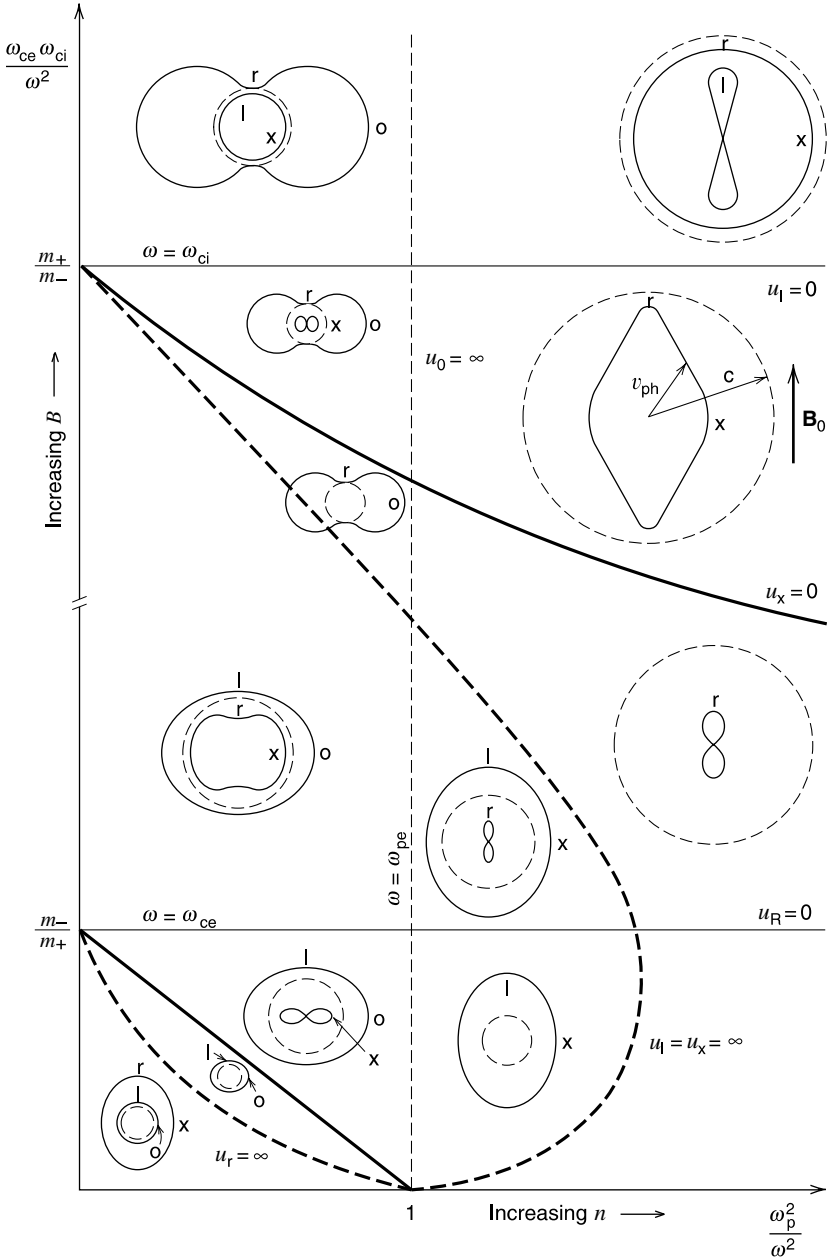 ω_ce ω_ci / ω²
r
l
x
o
r
l
x
m₊ / m₋
ω = ω_ci
u_l = 0
r
x
o
u_0 = ∞
r
v_ph
c
x
B₀
Increasing B →
r
o
u_x = 0
l
r
x
o
r
l
r
x
ω = ω_pe
m₋ / m₊
ω = ω_ce
u_R = 0
l
o
x
l
x
u_l = u_x = ∞
l
o
r
l
x
o
u_r = ∞
1
Increasing n →
ω_p² / ω²